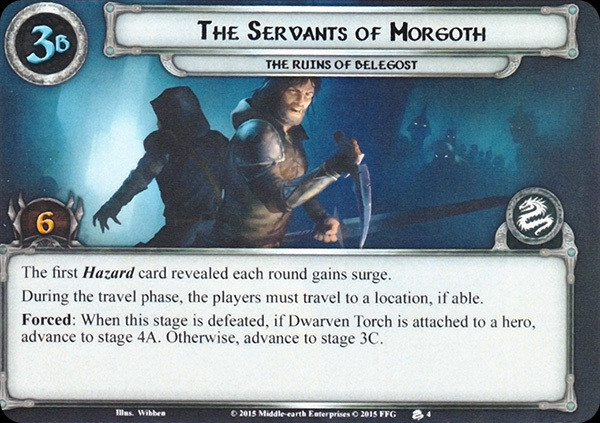 3B
THE SERVANTS OF MORGOTH
THE RUINS OF BELEGOST
6
The first Hazard card revealed each round gains surge.
During the travel phase, the players must travel to a location, if able.
Forced: When this stage is defeated, if Dwarven Torch is attached to a hero,
advance to stage 4A. Otherwise, advance to stage 3C.
Illus. Wibben © 2015 Middle-earth Enterprises © 2015 FFG 4